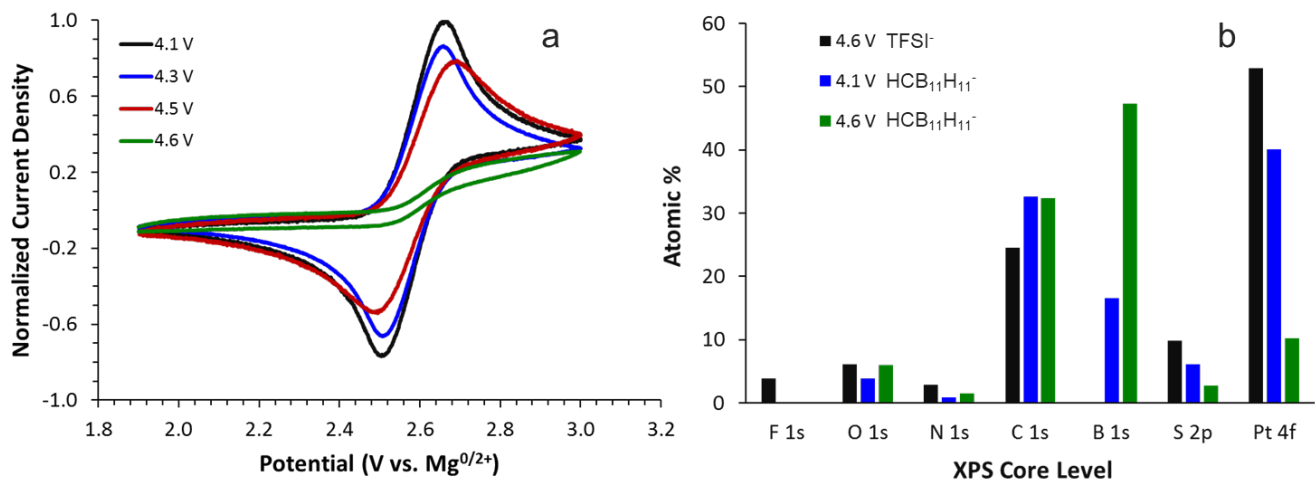 a
4.1 V
4.3 V
4.5 V
4.6 V
1.0
0.6
0.2
-0.2
-0.6
-1.0
Normalized Current Density
1.8 2.0 2.2 2.4 2.6 2.8 3.0 3.2
Potential (V vs. Mg⁰/²⁺)
b
4.6 V TFSI⁻
4.1 V HCB₁₁H₁₁⁻
4.6 V HCB₁₁H₁₁⁻
60
50
40
30
20
10
0
Atomic %
F 1s O 1s N 1s C 1s B 1s S 2p Pt 4f
XPS Core Level